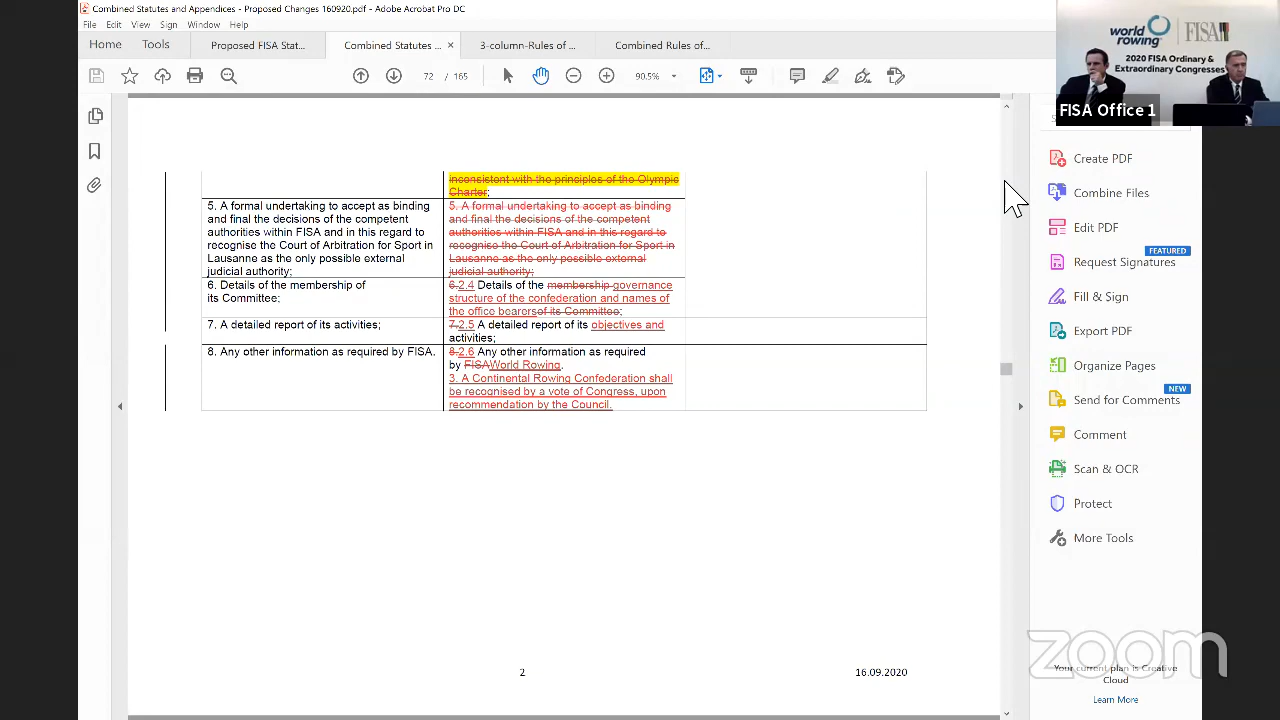 Combined Statutes and Appendices - Proposed Changes 160920.pdf - Adobe Acrobat Pro DC
File Edit View Sign Window Help
Home Tools Proposed FISA Stat... Combined Statutes ... × 3-column-Rules of ... Combined Rules of...
72 / 165 90.5%
world rowing FISA
2020 FISA Ordinary &
Extraordinary Congresses
FISA Office 1
inconsistent with the principles of the Olympic
Charter;
5. A formal undertaking to accept as binding
and final the decisions of the competent
authorities within FISA and in this regard to
recognise the Court of Arbitration for Sport in
Lausanne as the only possible external
judicial authority;
5. A formal undertaking to accept as binding
and final the decisions of the competent
authorities within FISA and in this regard to
recognise the Court of Arbitration for Sport in
Lausanne as the only possible external
judicial authority;
6. Details of the membership of
its Committee;
6.2.4 Details of the membership governance
structure of the confederation and names of
the office bearersof its Committee;
7. A detailed report of its activities;
7.2.5 A detailed report of its objectives and
activities;
8. Any other information as required by FISA.
8.2.6 Any other information as required
by FISAWorld Rowing.
3. A Continental Rowing Confederation shall
be recognised by a vote of Congress, upon
recommendation by the Council.
2
16.09.2020
Create PDF
Combine Files
Edit PDF
FEATURED
Request Signatures
Fill & Sign
Export PDF
Organize Pages
NEW
Send for Comments
Comment
Scan & OCR
Protect
More Tools
zoom
Your current plan is Creative
Cloud
Learn More